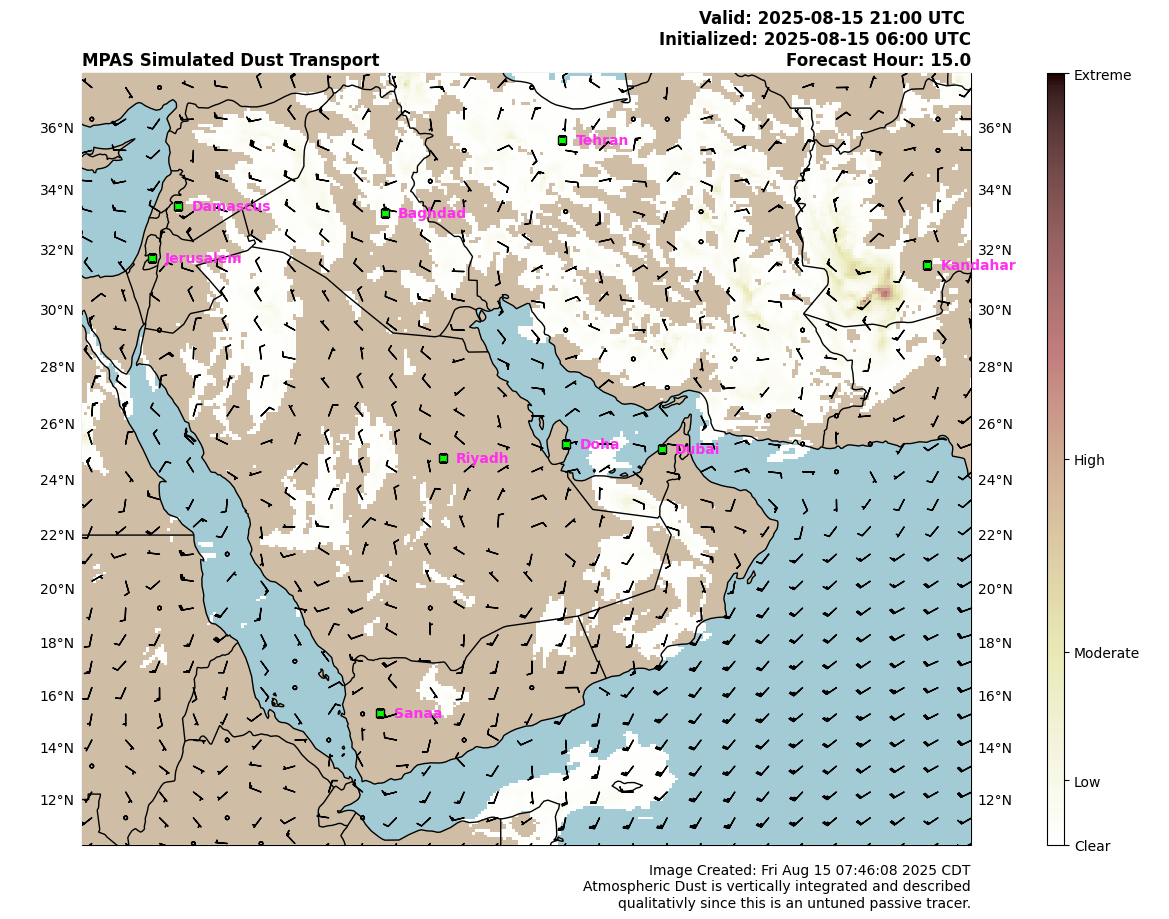 Valid: 2025-08-15 21:00 UTC
Initialized: 2025-08-15 06:00 UTC
MPAS Simulated Dust Transport
Forecast Hour: 15.0
Extreme
High
Moderate
Low
Clear
36°N
34°N
32°N
30°N
28°N
26°N
24°N
22°N
20°N
18°N
16°N
14°N
12°N
36°N
34°N
32°N
30°N
28°N
26°N
24°N
22°N
20°N
18°N
16°N
14°N
12°N
Tehran
Damascus
Baghdad
Jerusalem
Kandahar
Doha
Dubai
Riyadh
Sanaa
Image Created: Fri Aug 15 07:46:08 2025 CDT
Atmospheric Dust is vertically integrated and described
qualitativly since this is an untuned passive tracer.